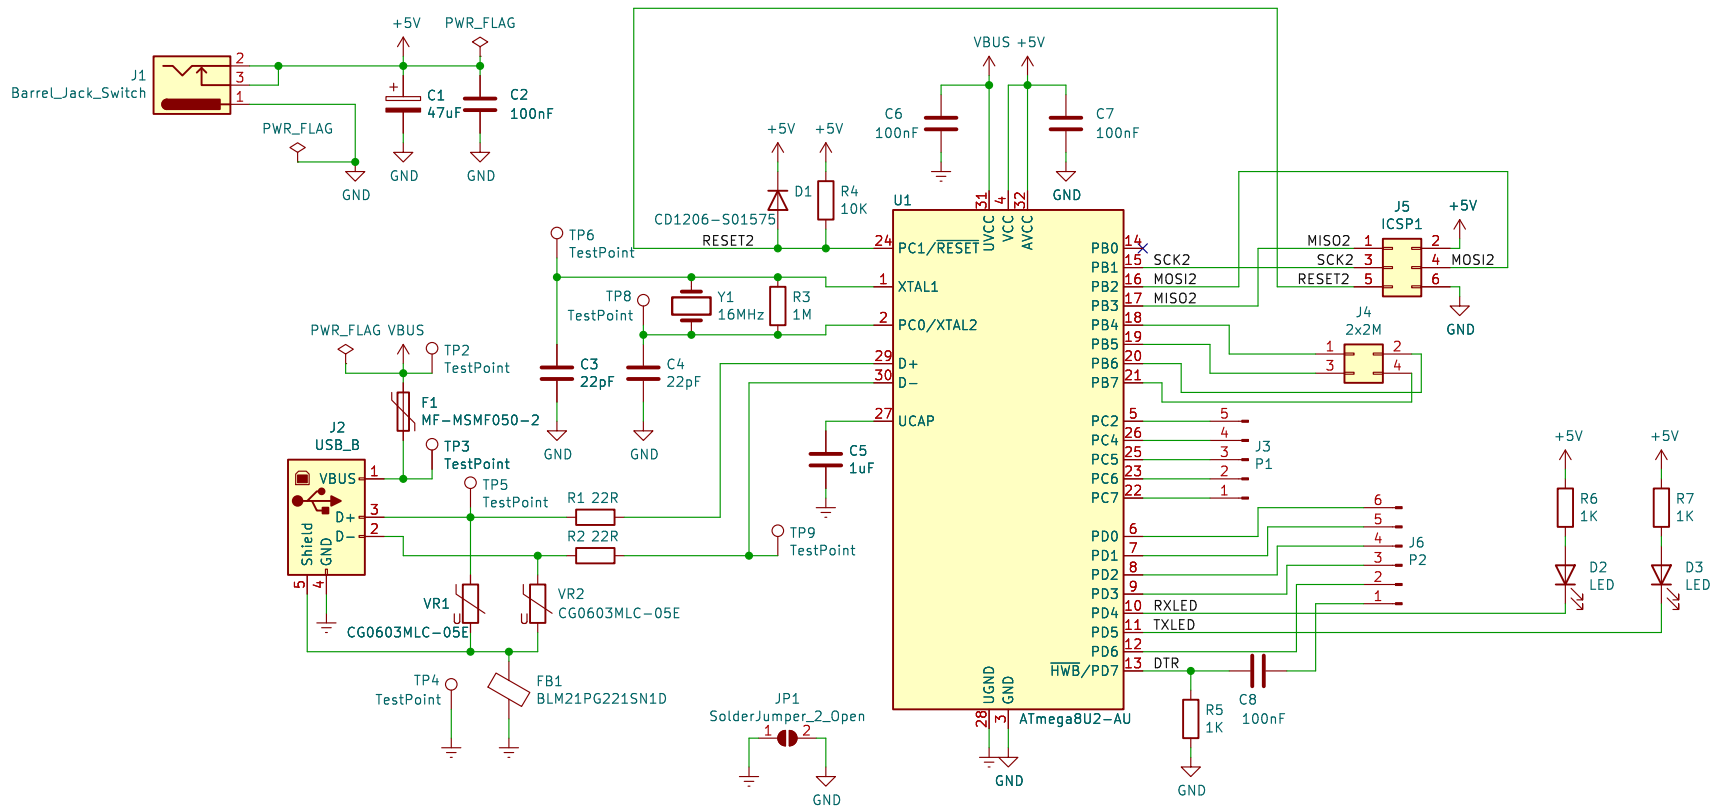 +5V
PWR_FLAG
J1
Barrel_Jack_Switch
2
3
1
+
C1
47uF
C2
100nF
PWR_FLAG
GND
GND
GND
VBUS
+5V
C6
100nF
C7
100nF
GND
+5V
+5V
D1
CD1206-S01575
R4
10K
RESET2
TP6
TestPoint
TP8
TestPoint
Y1
16MHz
R3
1M
C3
22pF
C4
22pF
GND
GND
C5
1uF
PWR_FLAG
VBUS
TP2
TestPoint
F1
MF-MSMF050-2
J2
USB_B
TP3
TestPoint
VBUS
1
D+
3
D-
2
Shield
GND
5
4
TP5
TestPoint
R1 22R
R2 22R
TP9
TestPoint
VR1
CG0603MLC-05E
U
VR2
CG0603MLC-05E
U
TP4
TestPoint
FB1
BLM21PG221SN1D
JP1
SolderJumper_2_Open
1
2
GND
U1
31
4
32
UVCC
VCC
AVCC
24
PC1/RESET
1
XTAL1
2
PC0/XTAL2
29
D+
30
D-
27
UCAP
PB0
14
PB1
15
SCK2
PB2
16
MOSI2
PB3
17
MISO2
PB4
18
PB5
19
PB6
20
PB7
21
PC2
5
PC4
26
PC5
25
PC6
23
PC7
22
PD0
6
PD1
7
PD2
8
PD3
9
PD4
10
RXLED
PD5
11
TXLED
PD6
12
HWB/PD7
13
DTR
UGND
GND
28
3
ATmega8U2-AU
GND
J5
ICSP1
+5V
MISO2
1
2
SCK2
3
4
MOSI2
RESET2
5
6
GND
J4
2x2M
1
2
3
4
5
4
3
2
1
J3
P1
6
5
4
3
2
1
J6
P2
C8
100nF
R5
1K
GND
+5V
R6
1K
D2
LED
+5V
R7
1K
D3
LED